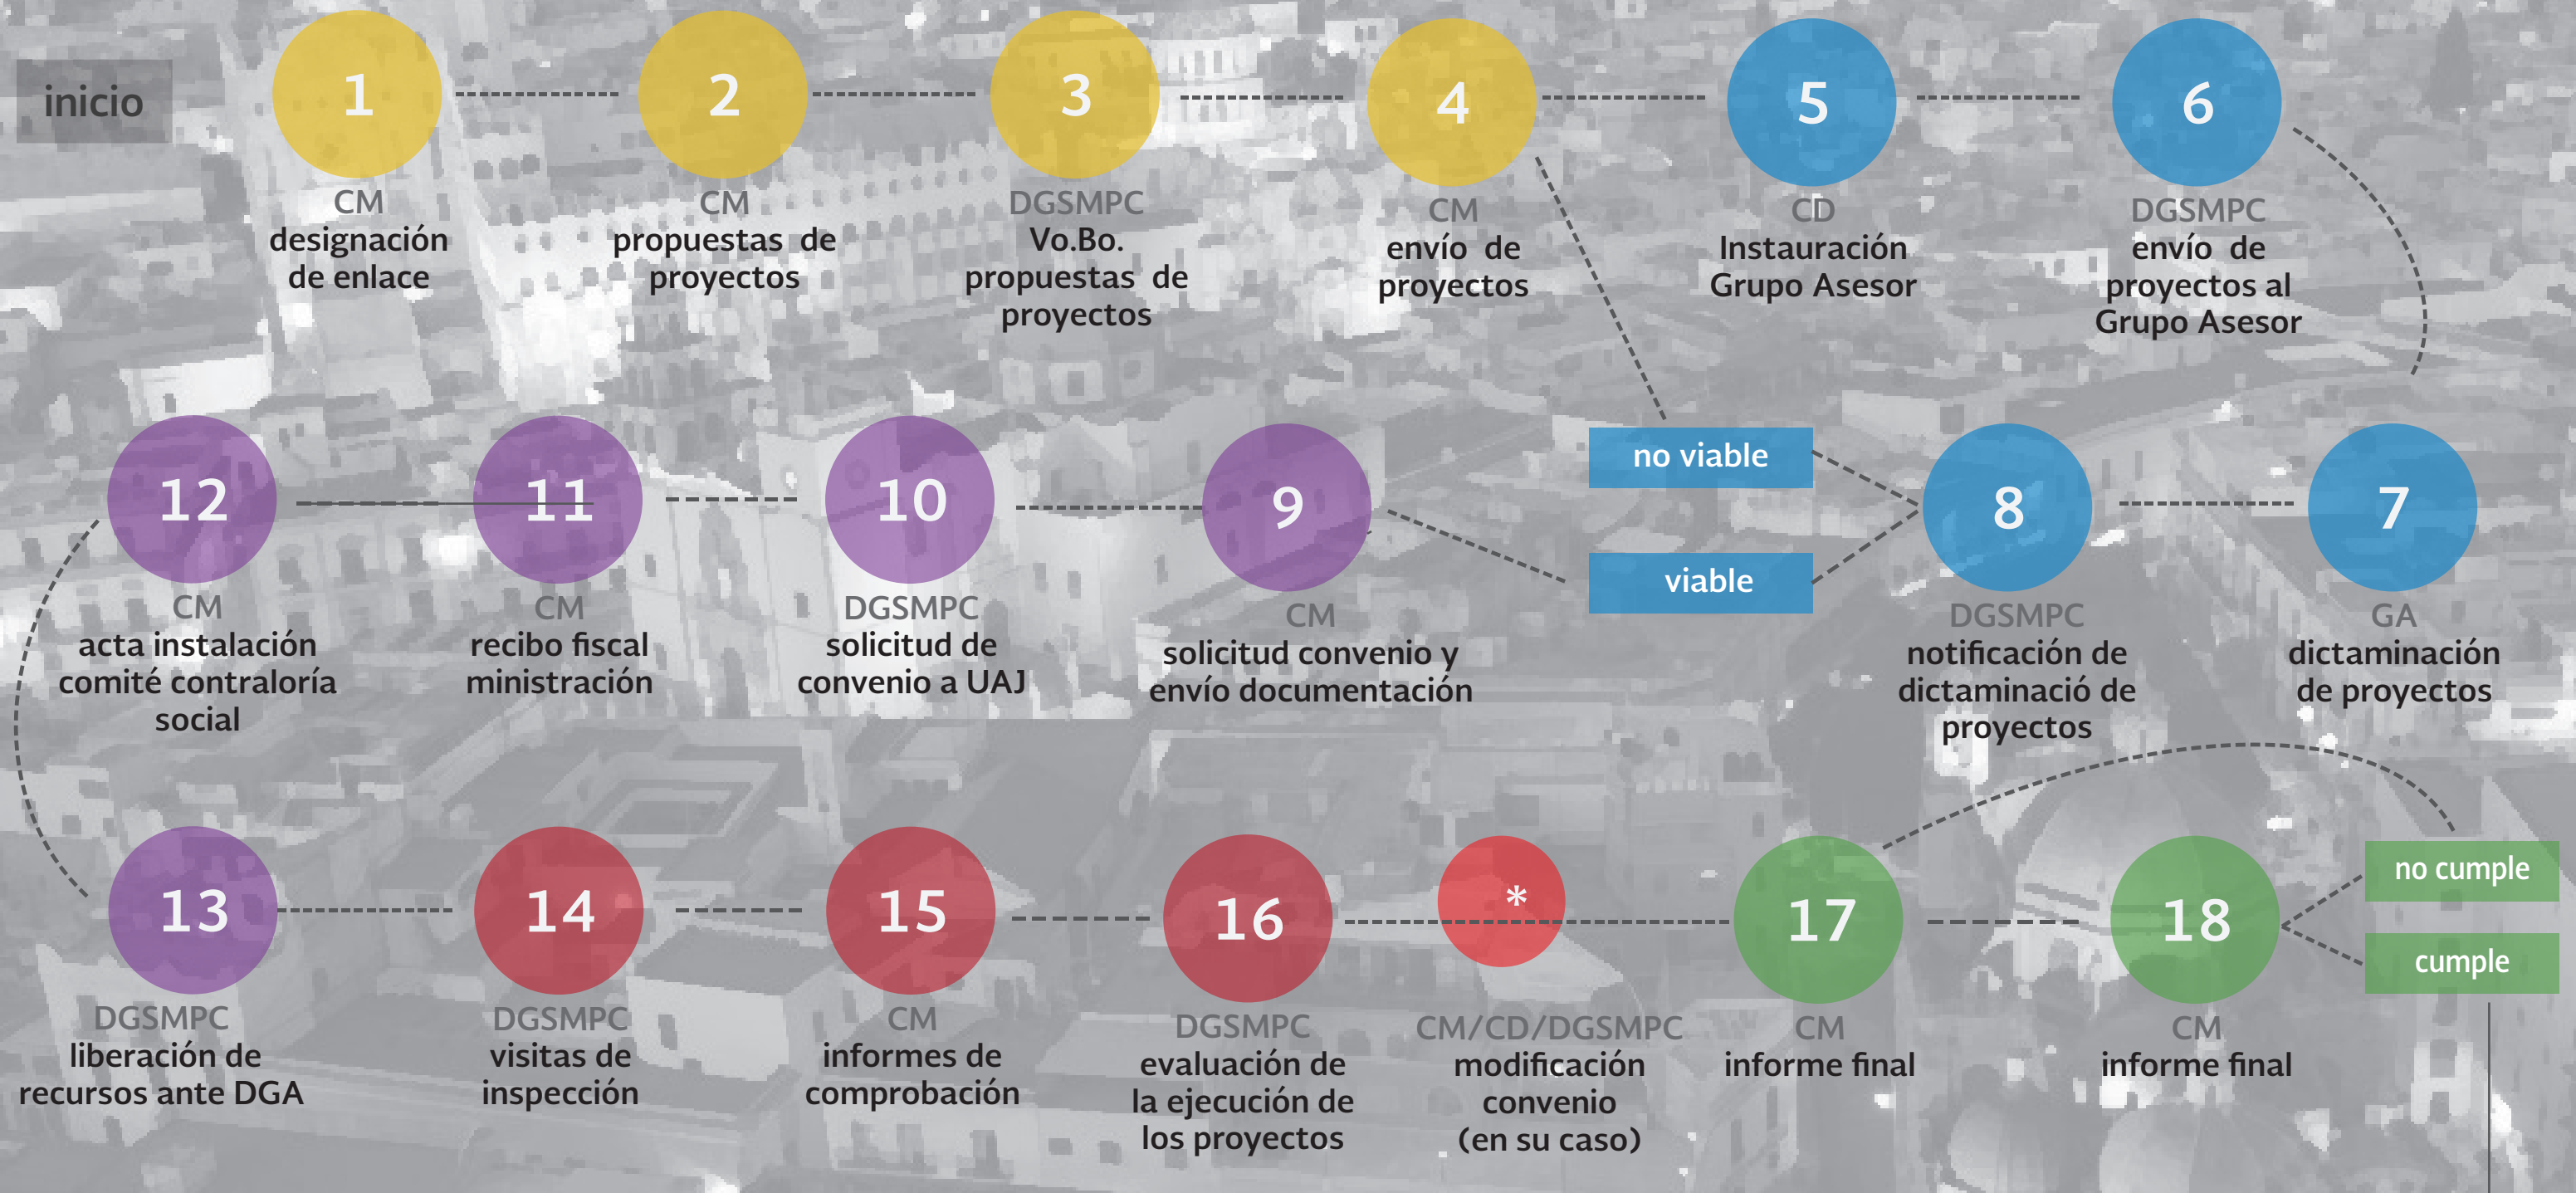 inicio
1
CM
designación
de enlace
2
CM
propuestas de
proyectos
3
DGSMPC
Vo.Bo.
propuestas de
proyectos
4
CM
envío de
proyectos
5
CD
Instauración
Grupo Asesor
6
DGSMPC
envío de
proyectos al
Grupo Asesor
7
GA
dictaminación
de proyectos
8
DGSMPC
notificación de
dictaminació de
proyectos
no viable
viable
9
CM
solicitud convenio y
envío documentación
10
DGSMPC
solicitud de
convenio a UAJ
11
CM
recibo fiscal
ministración
12
CM
acta instalación
comité contraloría
social
13
DGSMPC
liberación de
recursos ante DGA
14
DGSMPC
visitas de
inspección
15
CM
informes de
comprobación
16
DGSMPC
evaluación de
la ejecución de
los proyectos
*
CM/CD/DGSMPC
modificación
convenio
(en su caso)
17
CM
informe final
18
CM
informe final
no cumple
cumple